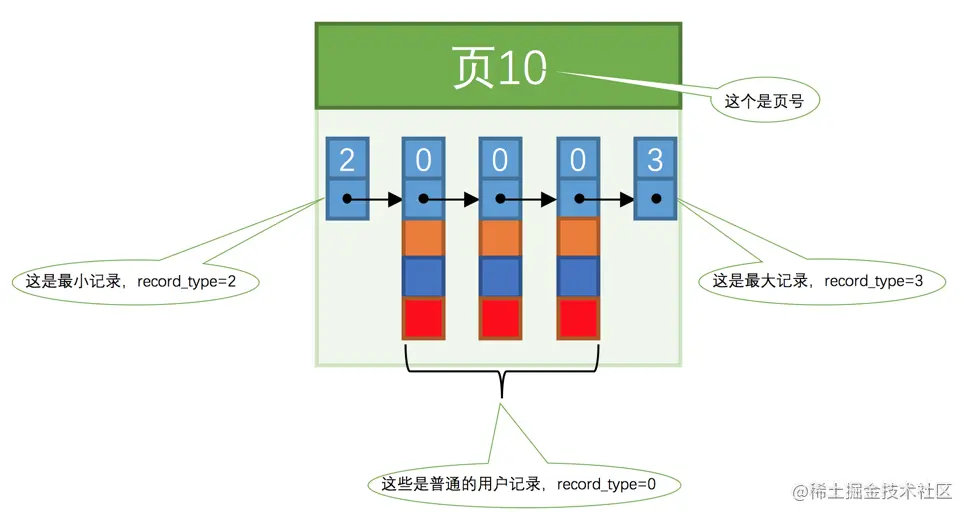 页10
这个是页号
2 0 0 0 3
这是最小记录，record_type=2
这是最大记录，record_type=3
这些是普通的用户记录，record_type=0
@稀土掘金技术社区